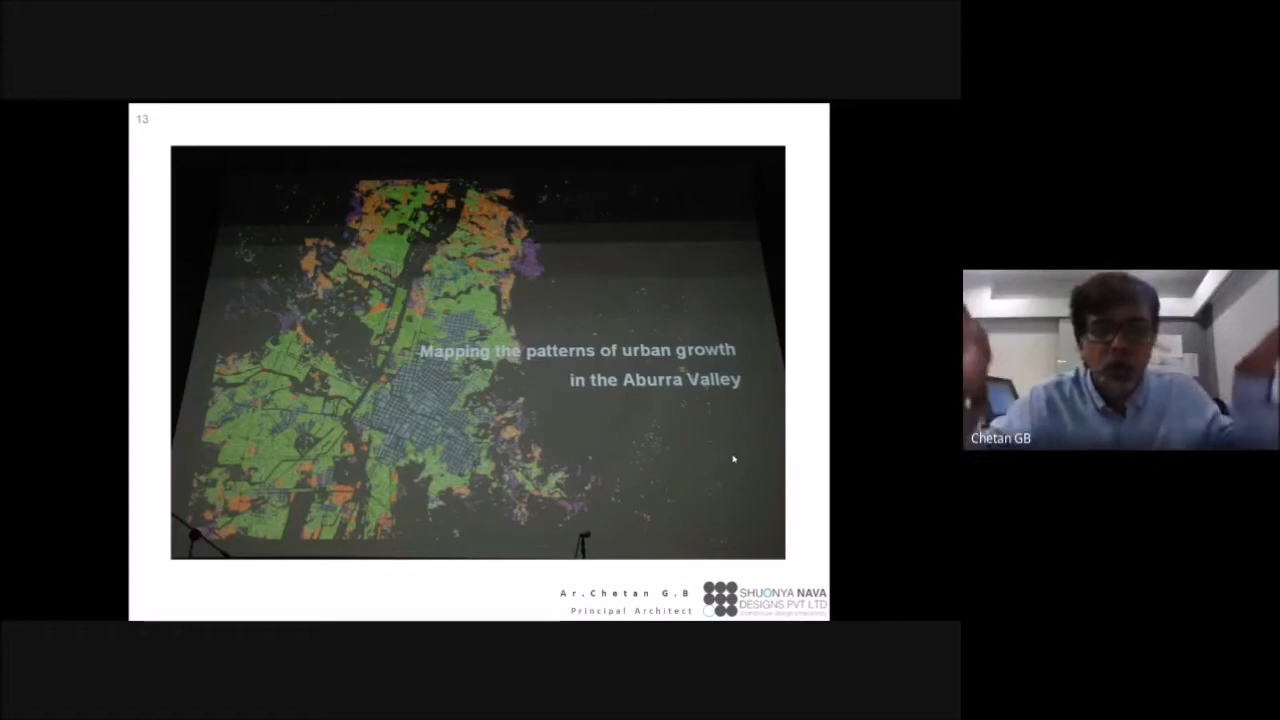 13
Mapping the patterns of urban growth
in the Aburra Valley
Ar.Chetan G.B
Principal Architect
SHUONYA NAVA
DESIGNS PVT LTD
Chetan GB